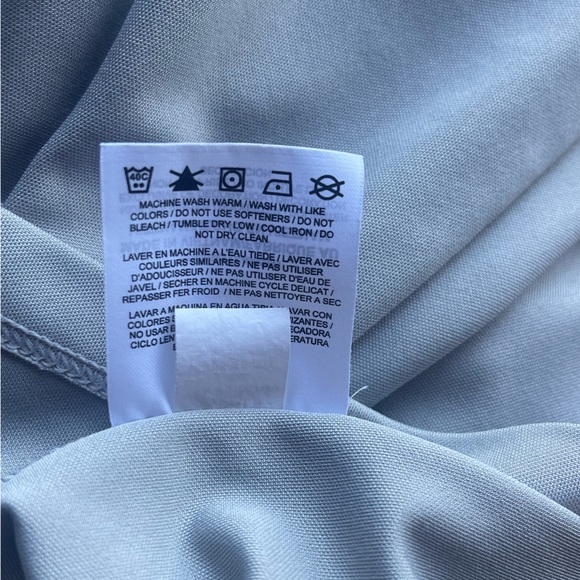 40C
MACHINE WASH WARM / WASH WITH LIKE
COLORS / DO NOT USE SOFTENERS / DO NOT
BLEACH / TUMBLE DRY LOW / COOL IRON / DO
NOT DRY CLEAN
LAVER EN MACHINE A L'EAU TIEDE / LAVER AVEC
COULEURS SIMILAIRES / NE PAS UTILISER
D'ADOUCISSEUR / NE PAS UTILISER D'EAU DE
JAVEL / SECHER EN MACHINE CYCLE DELICAT /
REPASSER FER FROID / NE PAS NETTOYER A SEC
LAVAR A MAQUINA EN AGUA TIBIA / LAVAR CON
COLORES
NO USAR
CICLO